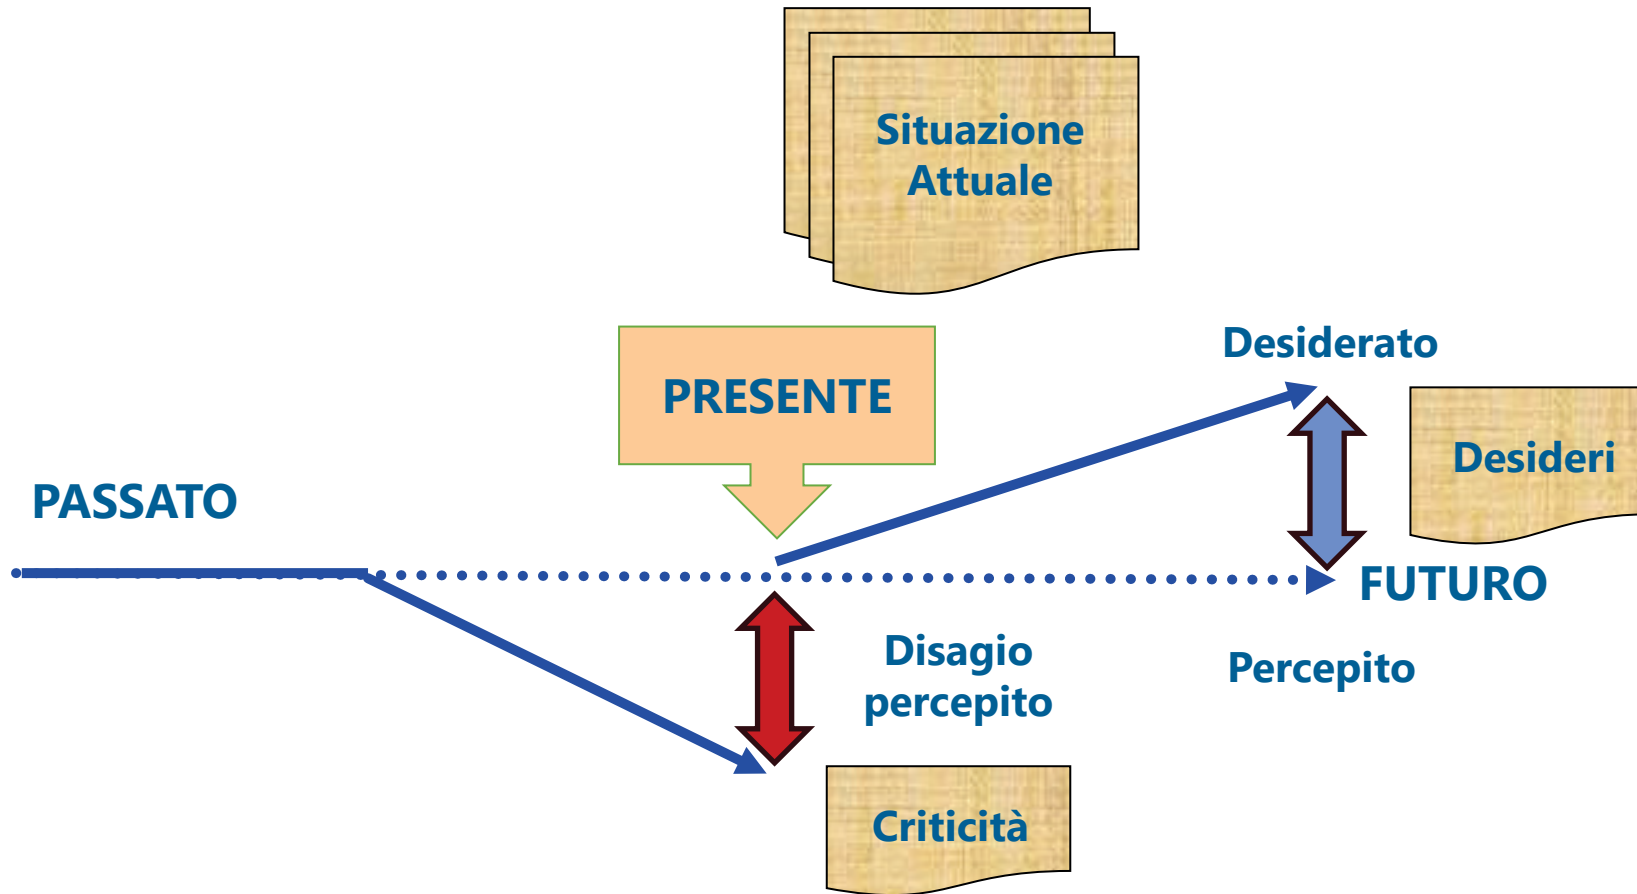 Situazione
Attuale
Desiderato
PRESENTE
Desideri
PASSATO
FUTURO
Disagio
percepito
Percepito
Criticità